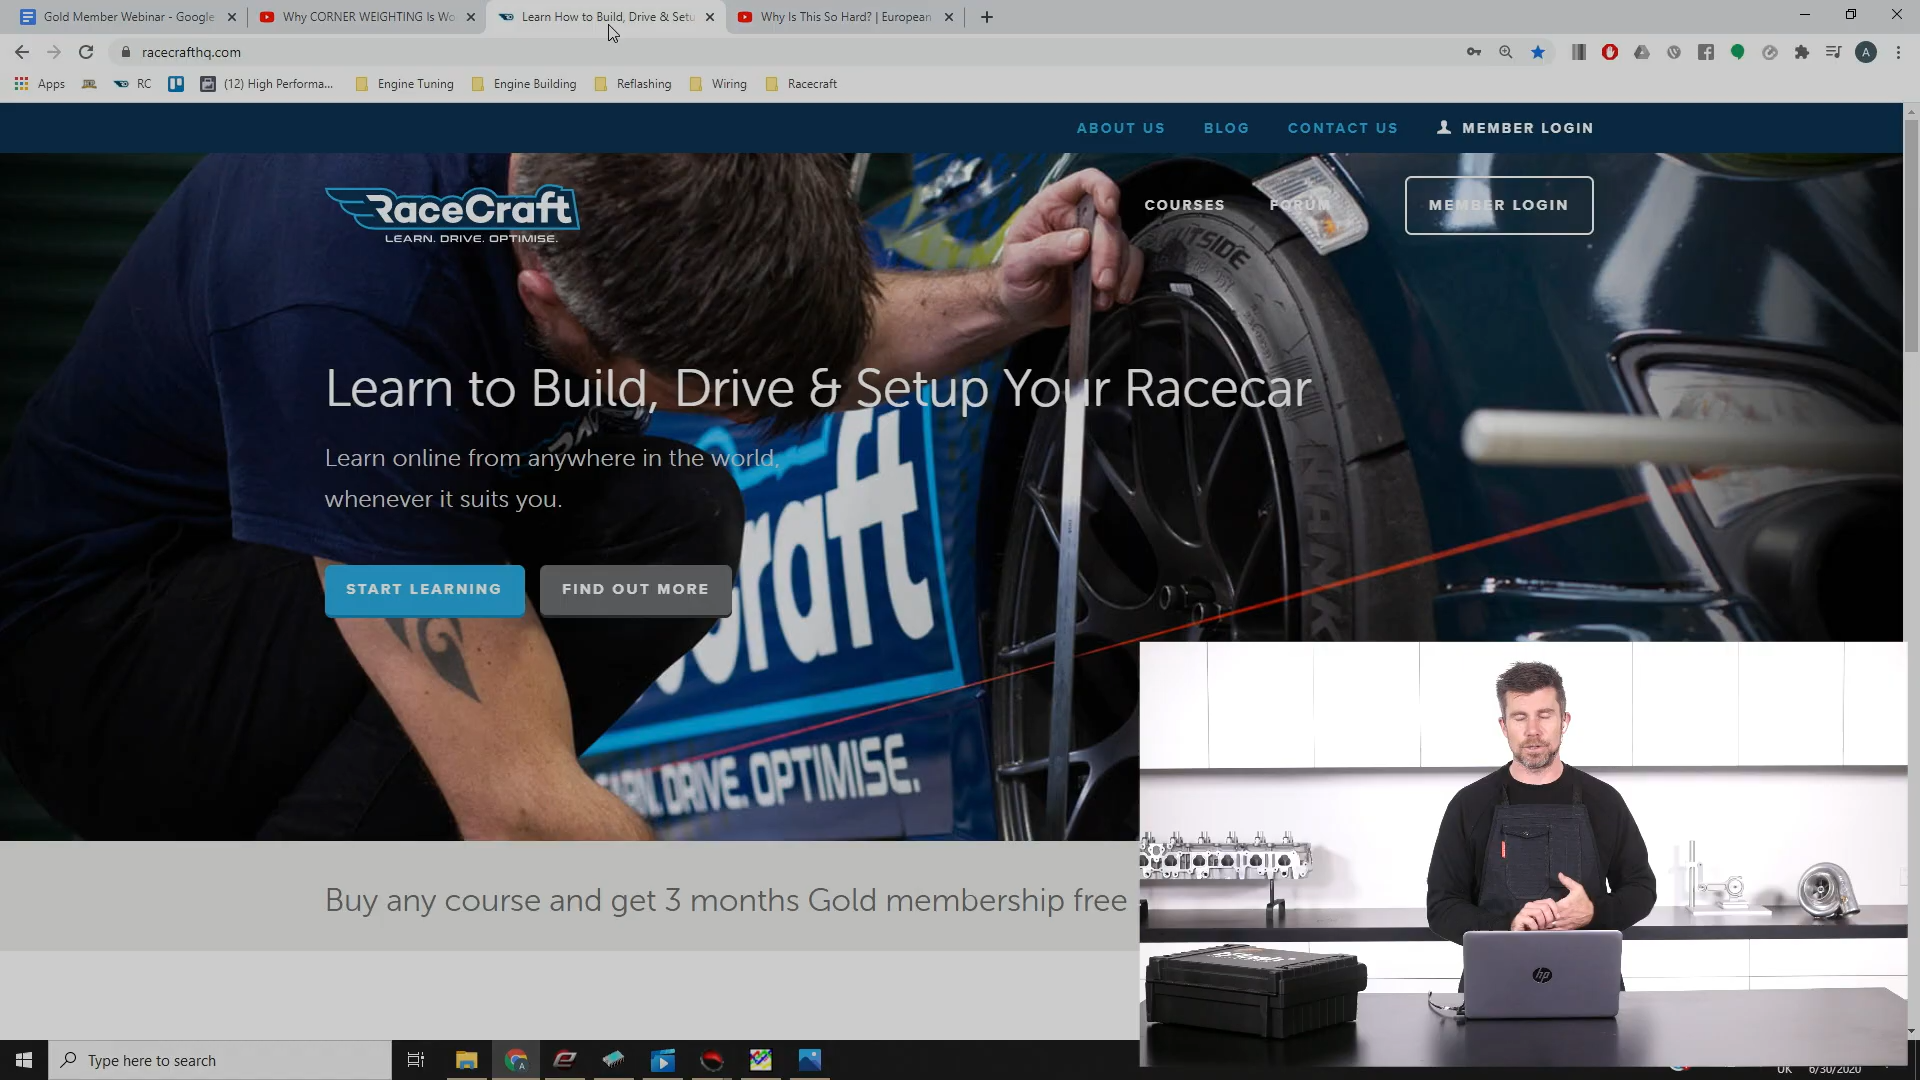 Gold Member Webinar - Google
Why CORNER WEIGHTING Is Wo
Learn How to Build, Drive & Setu
Why Is This So Hard? | European
racecrafthq.com
A
Apps
RC
(12) High Performa...
Engine Tuning
Engine Building
Reflashing
Wiring
Racecraft
ABOUT US
BLOG
CONTACT US
MEMBER LOGIN
RACECRAFT
LEARN. DRIVE. OPTIMISE.
COURSES
FORUM
MEMBER LOGIN
Learn to Build, Drive & Setup Your Racecar
Learn online from anywhere in the world,
whenever it suits you.
START LEARNING
FIND OUT MORE
DRIVE. OPTIMISE.
Buy any course and get 3 months Gold membership free
hp
Type here to search
UK
6/30/2020